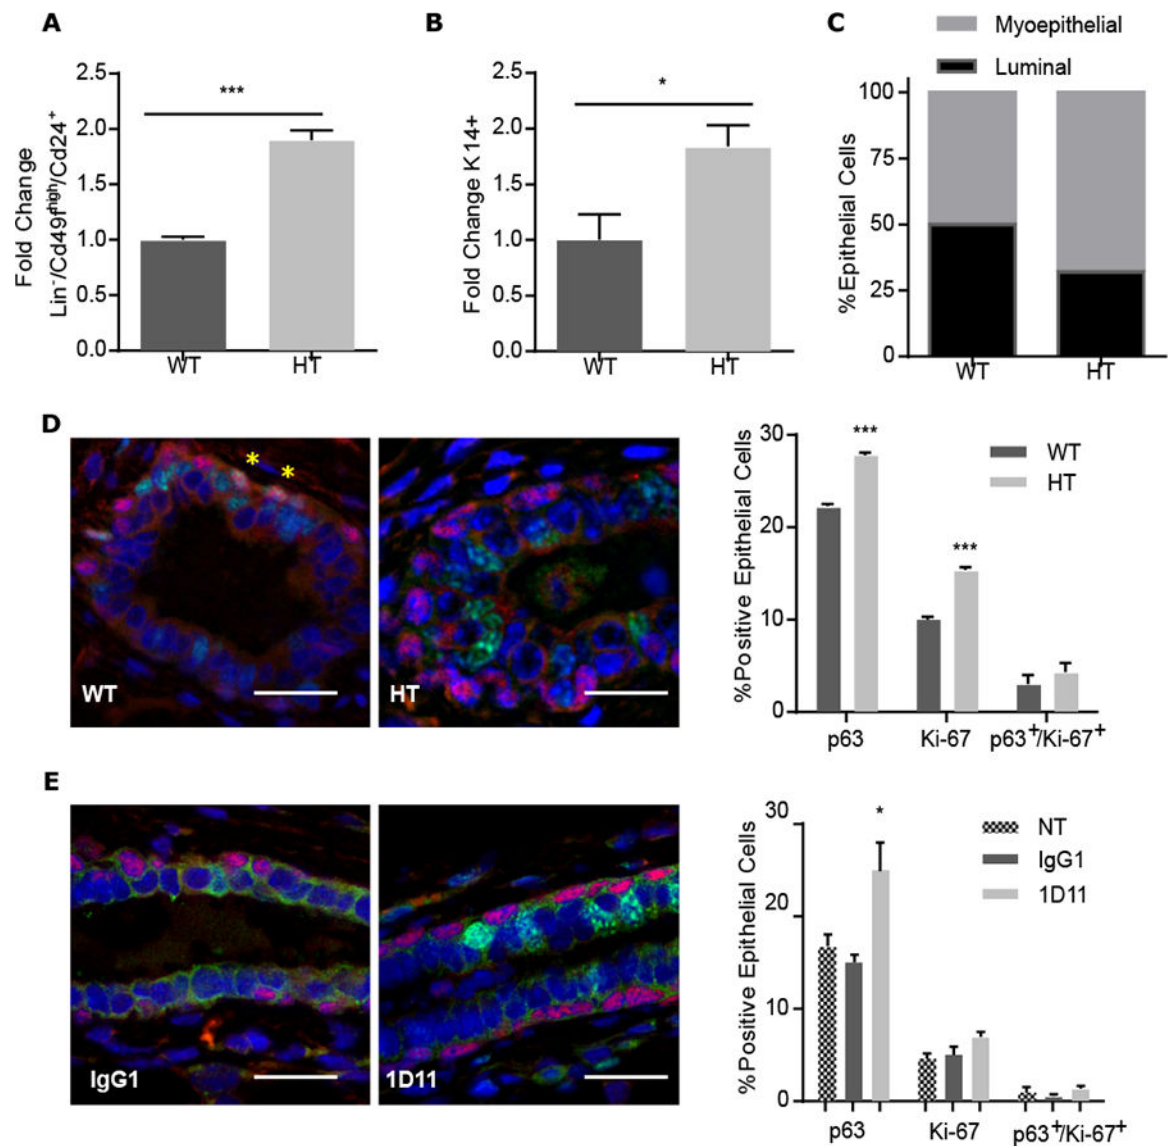 A
Fold Change
Lin⁻/Cd49fʰⁱᵍʰ/Cd24⁺
2.5
2.0
1.5
1.0
0.5
0.0
***
WT
HT
B
Fold Change K14+
2.5
2.0
1.5
1.0
0.5
0.0
*
WT
HT
C
Myoepithelial
Luminal
%Epithelial Cells
100
75
50
25
0
WT
HT
D
* *
WT
HT
%Positive Epithelial Cells
30
20
10
0
***
***
WT
HT
p63
Ki-67
p63⁺/Ki-67⁺
E
IgG1
1D11
%Positive Epithelial Cells
30
20
10
0
*
NT
IgG1
1D11
p63
Ki-67
p63⁺/Ki-67⁺